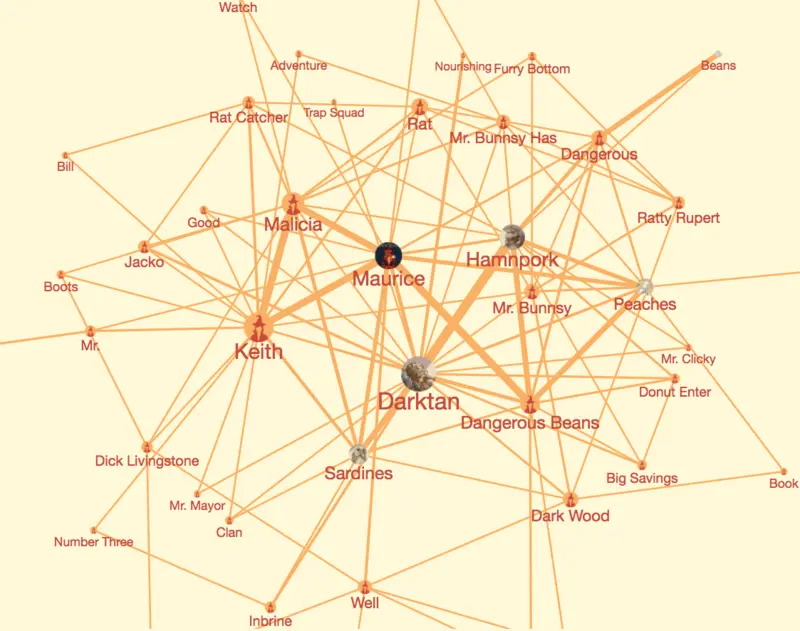 Watch
Adventure
Nourishing
Furry Bottom
Beans
Rat Catcher
Trap Squad
Rat
Mr. Bunnsy Has
Dangerous
Bill
Good
Malicia
Ratty Rupert
Jacko
Hamnpork
Boots
Maurice
Mr. Bunnsy
Peaches
Mr.
Keith
Mr. Clicky
Darktan
Donut Enter
Dangerous Beans
Dick Livingstone
Sardines
Big Savings
Book
Mr. Mayor
Dark Wood
Clan
Number Three
Well
Inbrine